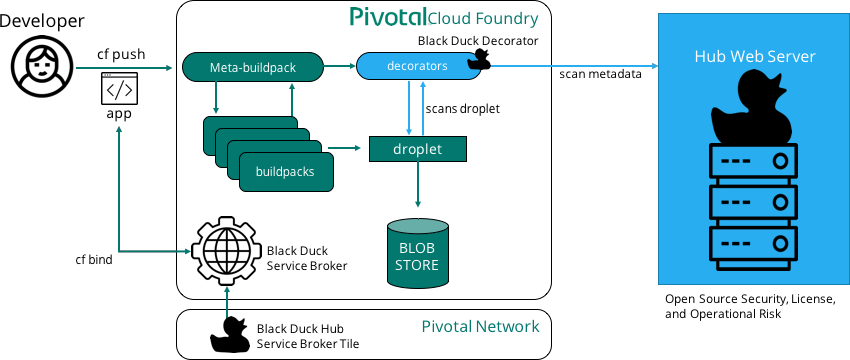 Developer
cf push
</>
app
cf bind
Pivotal Cloud Foundry
Black Duck Decorator
Meta-buildpack
decorators
scans droplet
buildpacks
droplet
BLOB
STORE
Black Duck
Service Broker
Black Duck Hub
Service Broker Tile
Pivotal Network
scan metadata
Hub Web Server
Open Source Security, License,
and Operational Risk